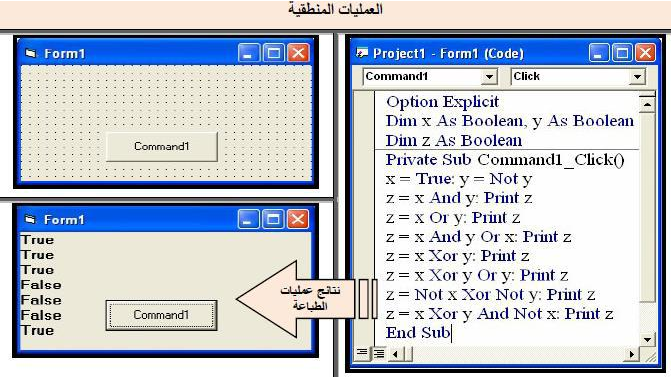 العمليات المنطقية
Form1
Command1
Form1
True
True
True
False
False
False
True
Command1
نتائج عمليات
الطباعة
Project1 - Form1 (Code)
Command1 Click
Option Explicit
Dim x As Boolean, y As Boolean
Dim z As Boolean
Private Sub Command1_Click()
x = True: y = Not y
z = x And y: Print z
z = x Or y: Print z
z = x And y Or x: Print z
z = x Xor y: Print z
z = x Xor y Or y: Print z
z = Not x Xor Not y: Print z
z = x Xor y And Not x: Print z
End Sub